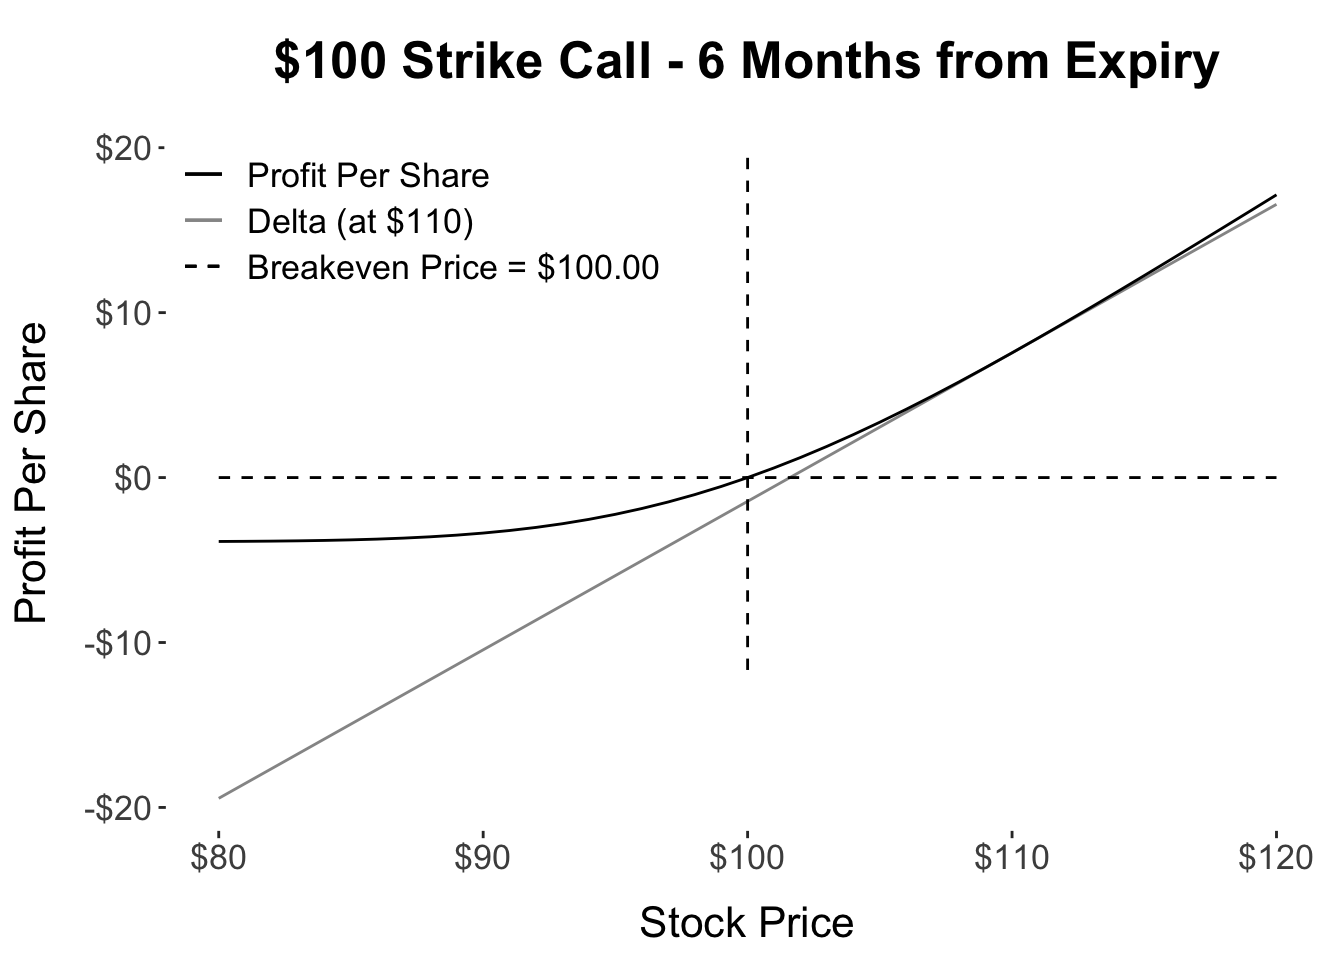 $100 Strike Call - 6 Months from Expiry
$20
Profit Per Share
Delta (at $110)
Breakeven Price = $100.00
$10
Profit Per Share
$0
-$10
-$20
$80 $90 $100 $110 $120
Stock Price